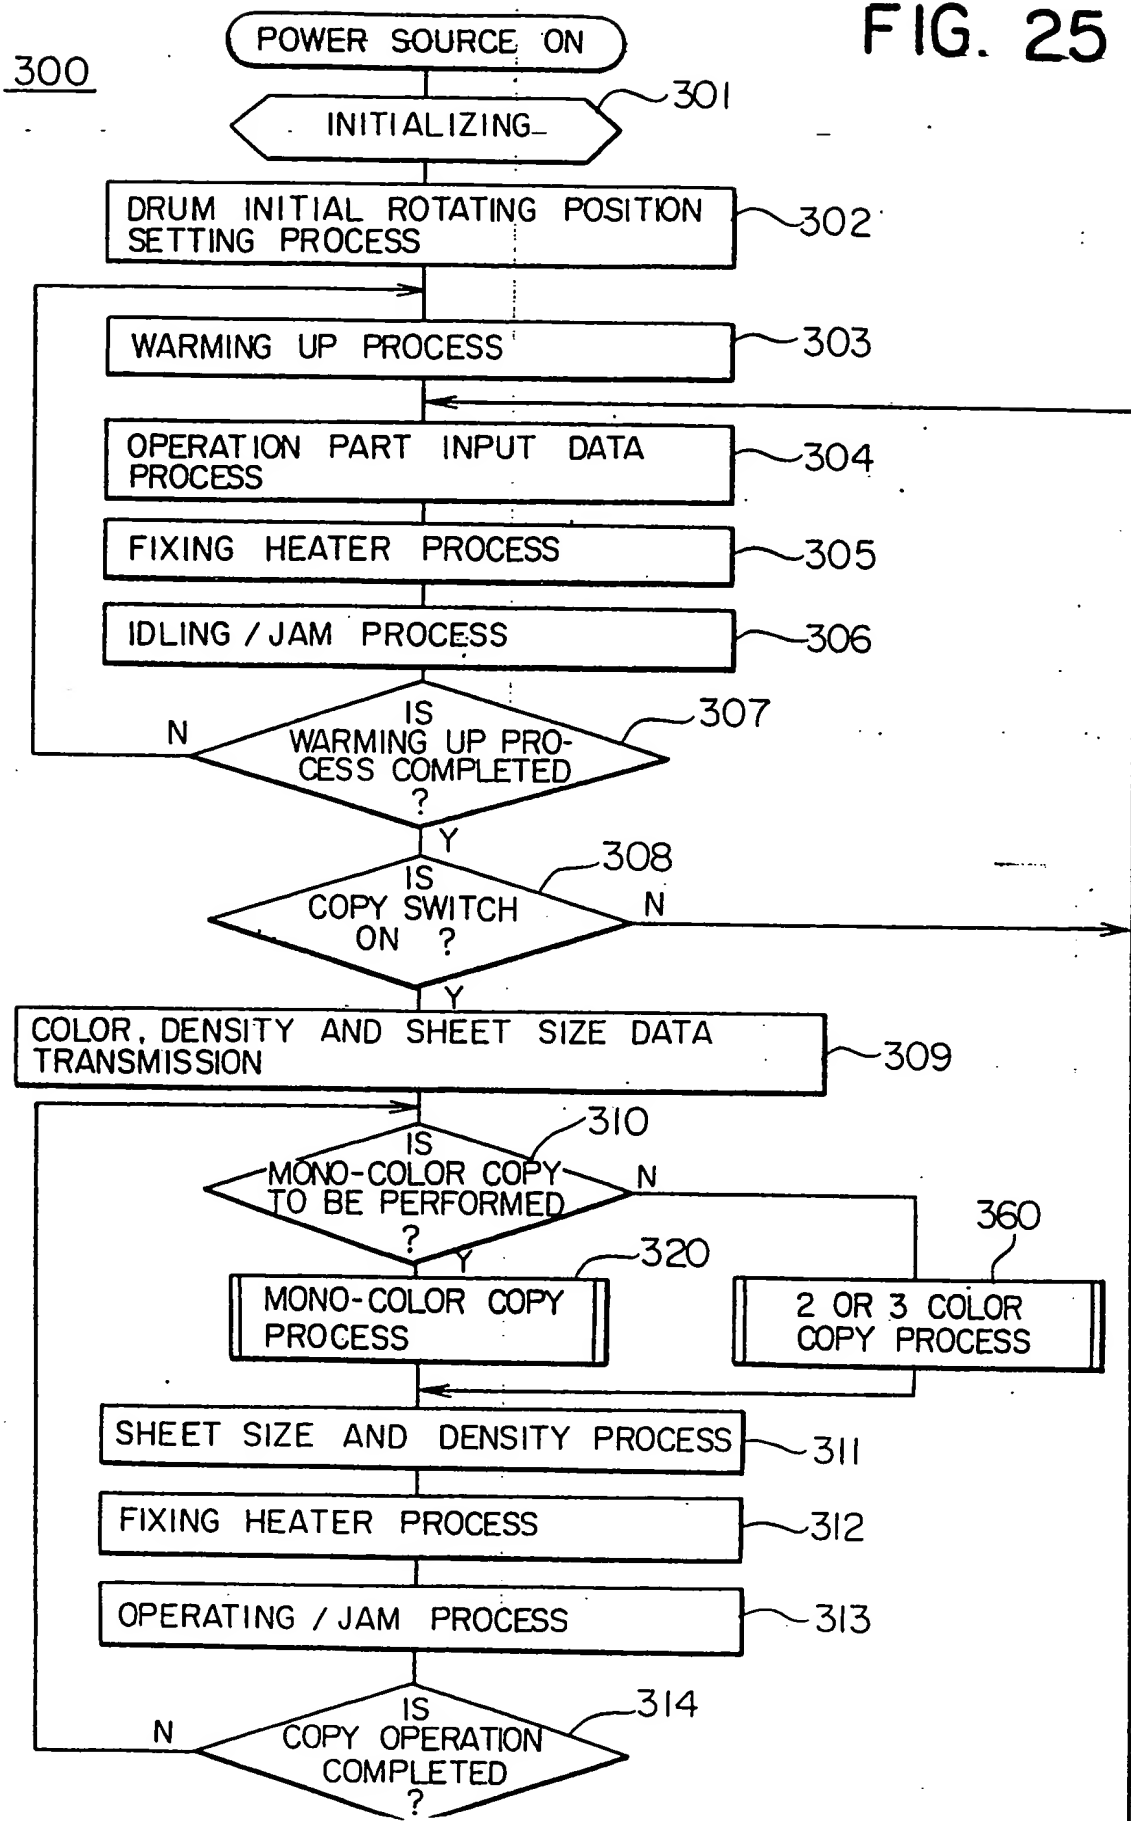 FIG. 25
300
POWER SOURCE ON
INITIALIZING
301
DRUM INITIAL ROTATING POSITION
SETTING PROCESS
302
WARMING UP PROCESS
303
OPERATION PART INPUT DATA
PROCESS
304
FIXING HEATER PROCESS
305
IDLING / JAM PROCESS
306
IS
WARMING UP PRO-
CESS COMPLETED
?
307
N
Y
IS
COPY SWITCH
ON ?
308
N
Y
COLOR, DENSITY AND SHEET SIZE DATA
TRANSMISSION
309
IS
MONO-COLOR COPY
TO BE PERFORMED
?
310
N
Y
MONO-COLOR COPY
PROCESS
320
2 OR 3 COLOR
COPY PROCESS
360
SHEET SIZE AND DENSITY PROCESS
311
FIXING HEATER PROCESS
312
OPERATING / JAM PROCESS
313
IS
COPY OPERATION
COMPLETED
?
314
N